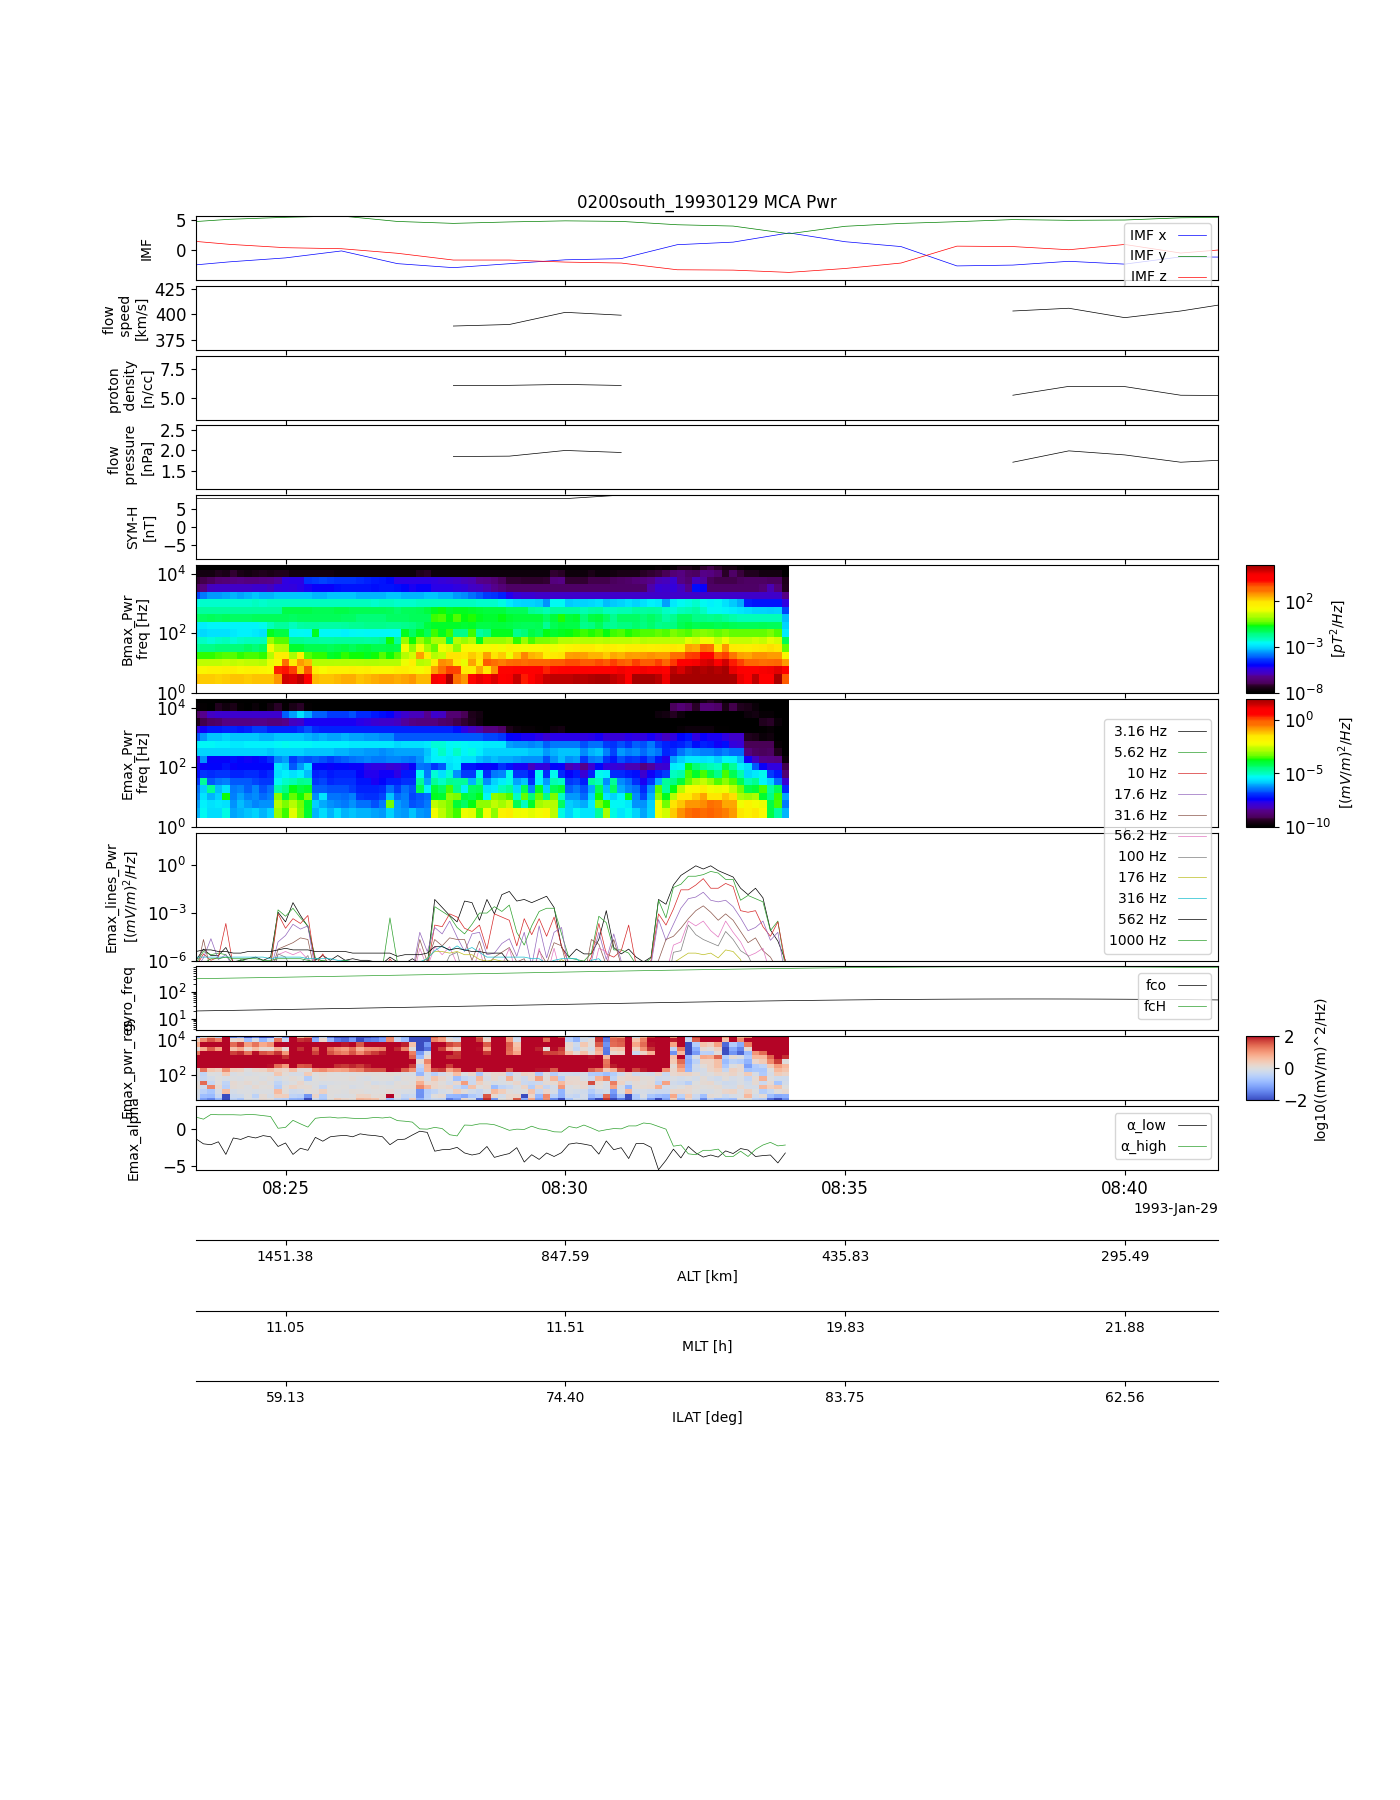 0200south_19930129 MCA Pwr
IMF
5
0
IMF x
IMF y
IMF z
flow
speed
[km/s]
425
400
375
proton
density
[n/cc]
7.5
5.0
flow
pressure
[nPa]
2.5
2.0
1.5
SYM-H
[nT]
5
0
−5
Bmax_Pwr
freq [Hz]
10^4
10^2
10^0
10^2
10^-3
10^-8
[pT^2/Hz]
Emax_Pwr
freq [Hz]
10^4
10^2
10^0
10^0
10^-5
10^-10
[(mV/m)^2/Hz]
3.16 Hz
5.62 Hz
10 Hz
17.6 Hz
31.6 Hz
56.2 Hz
100 Hz
176 Hz
316 Hz
562 Hz
1000 Hz
Emax_lines_Pwr
[(mV/m)^2/Hz]
10^0
10^-3
10^-6
gyro_freq
10^2
10^1
fco
fcH
Emax_pwr_res
10^4
10^2
2
0
−2
log10((mV/m)^2/Hz)
Emax_alpha
0
−5
α_low
α_high
08:25 08:30 08:35 08:40
1993-Jan-29
1451.38 847.59 435.83 295.49
ALT [km]
11.05 11.51 19.83 21.88
MLT [h]
59.13 74.40 83.75 62.56
ILAT [deg]